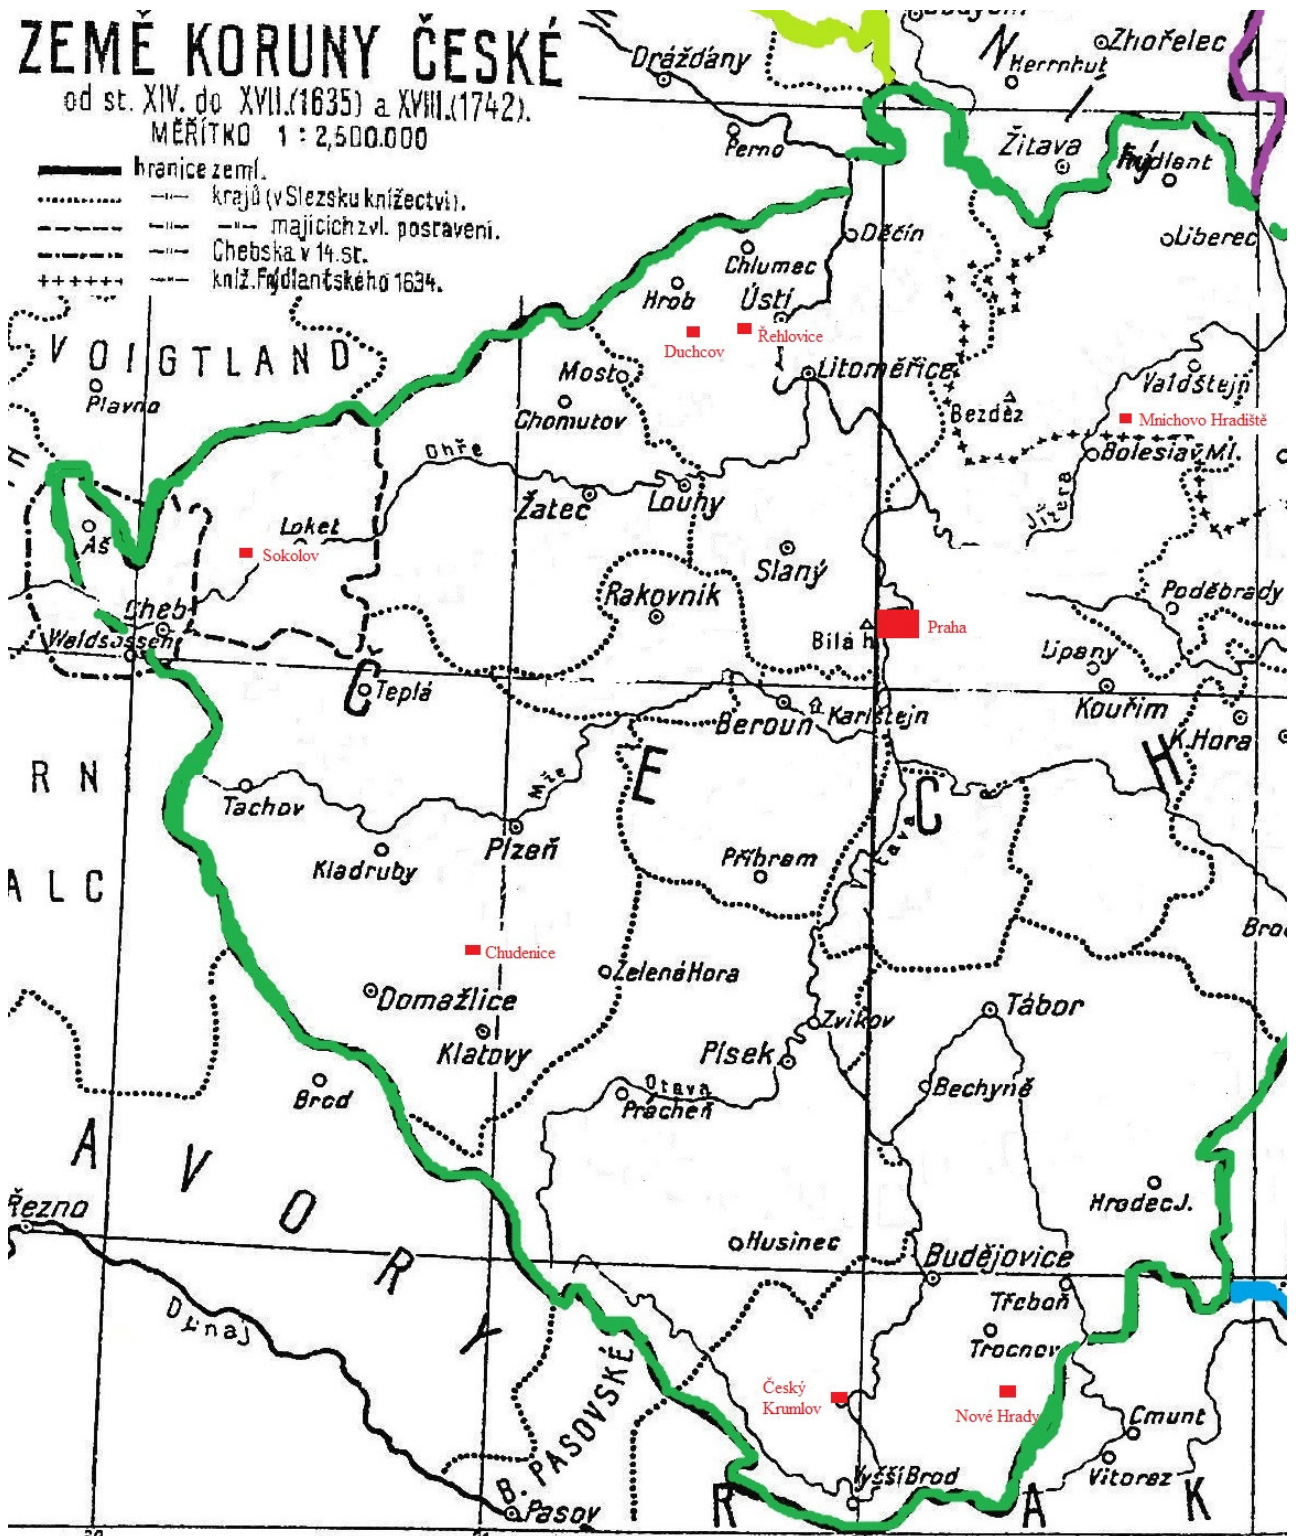 ZEMĚ KORUNY ČESKÉ
od st. XIV. do XVII.(1635) a XVIII.(1742).
MĚŘÍTKO 1 : 2,500.000
hranice zemí.
krajů (v Slezsku knížectví).
majících zvl. postavení.
Chebska v 14. st.
kníž. Frýdlantského 1634.
Drážďany
Zhořelec
N
Herrnhut
Perno
Žitava
Frýdlant
Děčín
Liberec
Chlumec
Hrob
Ústí
Duchcov
Řehlovice
VOIGTLAND
Plavno
Most
Chomutov
Litoměřice
Valdštejn
Bezděz
Mnichovo Hradiště
Boleslav Ml.
Ohře
Žatec
Louny
Jizera
Aš
Loket
Sokolov
Slaný
Rakovník
Poděbrady
Cheb
Waldsassen
Bílá h
Praha
Lipany
Č
Teplá
Beroun
Karlštejn
Kouřim
K. Hora
RN
E
Mže
H
C
Tachov
Plzeň
Vltava
Kladruby
Příbram
ALC
Chudenice
Zelená Hora
Domažlice
Klatovy
Zvíkov
Tábor
Písek
Otava
Prácheň
Bechyně
Brod
AVORY
Řezno
Hradec J.
Husinec
Budějovice
Třeboň
Dunaj
Trocnov
B. PASOVSKÉ
Český
Krumlov
Nové Hrady
Cmunt
Vitoraz
Vyšší Brod
Pasov
R
A
K